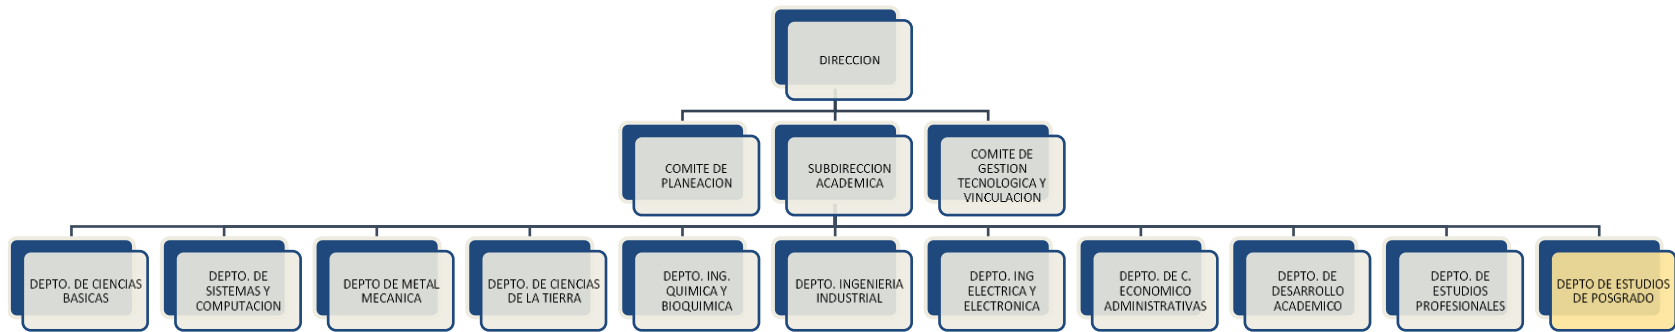 DIRECCION
COMITE DE
PLANEACION
SUBDIRECCION
ACADEMICA
COMITE DE
GESTION
TECNOLOGICA Y
VINCULACION
DEPTO. DE CIENCIAS
BASICAS
DEPTO. DE
SISTEMAS Y
COMPUTACION
DEPTO DE METAL
MECANICA
DEPTO. DE CIENCIAS
DE LA TIERRA
DEPTO. ING.
QUIMICA Y
BIOQUIMICA
DEPTO. INGENIERIA
INDUSTRIAL
DEPTO. ING
ELECTRICA Y
ELECTRONICA
DEPTO. DE C.
ECONOMICO
ADMINISTRATIVAS
DEPTO. DE
DESARROLLO
ACADEMICO
DEPTO. DE
ESTUDIOS
PROFESIONALES
DEPTO DE ESTUDIOS
DE POSGRADO